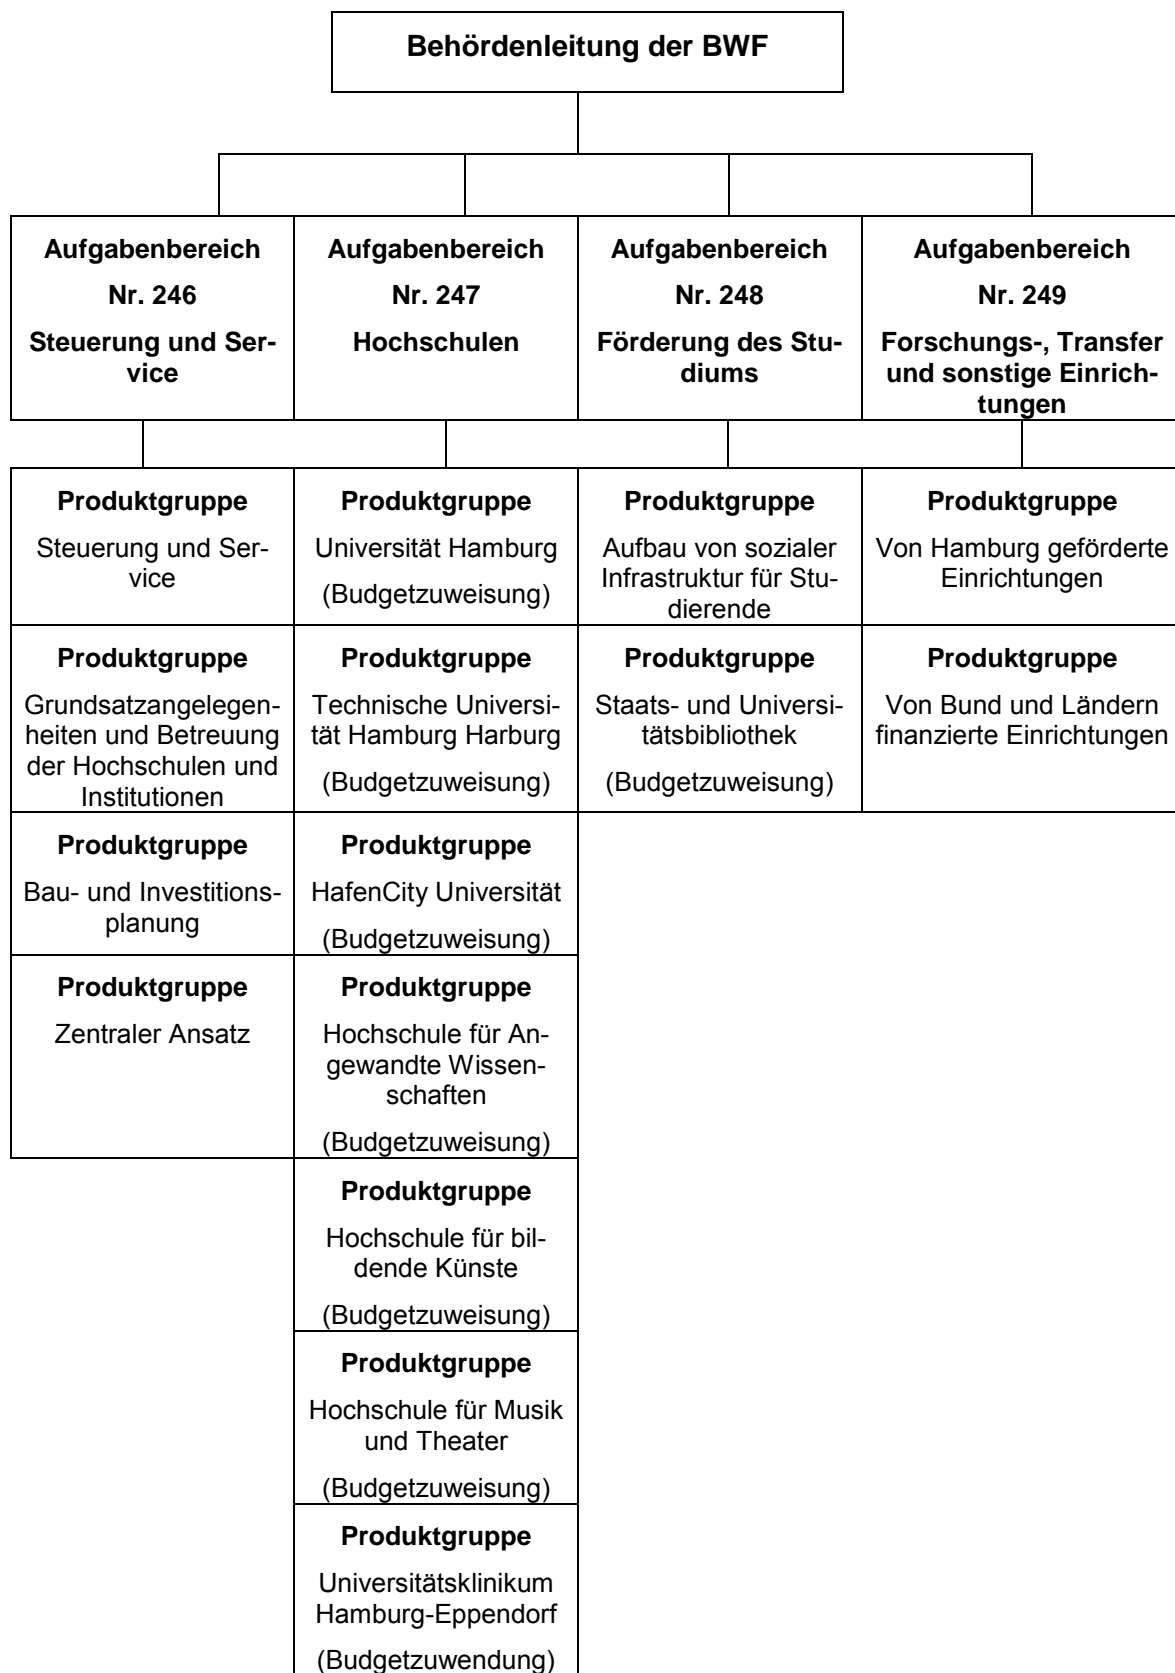 Behördenleitung der BWF
Aufgabenbereich
Nr. 246
Steuerung und Ser-
vice
Aufgabenbereich
Nr. 247
Hochschulen
Aufgabenbereich
Nr. 248
Förderung des Stu-
diums
Aufgabenbereich
Nr. 249
Forschungs-, Transfer
und sonstige Einrich-
tungen
Produktgruppe
Steuerung und Ser-
vice
Produktgruppe
Universität Hamburg
(Budgetzuweisung)
Produktgruppe
Aufbau von sozialer
Infrastruktur für Stu-
dierende
Produktgruppe
Von Hamburg geförderte
Einrichtungen
Produktgruppe
Grundsatzangelegen-
heiten und Betreuung
der Hochschulen und
Institutionen
Produktgruppe
Technische Universi-
tät Hamburg Harburg
(Budgetzuweisung)
Produktgruppe
Staats- und Universi-
tätsbibliothek
(Budgetzuweisung)
Produktgruppe
Von Bund und Ländern
finanzierte Einrichtungen
Produktgruppe
Bau- und Investitions-
planung
Produktgruppe
HafenCity Universität
(Budgetzuweisung)
Produktgruppe
Zentraler Ansatz
Produktgruppe
Hochschule für An-
gewandte Wissen-
schaften
(Budgetzuweisung)
Produktgruppe
Hochschule für bil-
dende Künste
(Budgetzuweisung)
Produktgruppe
Hochschule für Musik
und Theater
(Budgetzuweisung)
Produktgruppe
Universitätsklinikum
Hamburg-Eppendorf
(Budgetzuwendung)